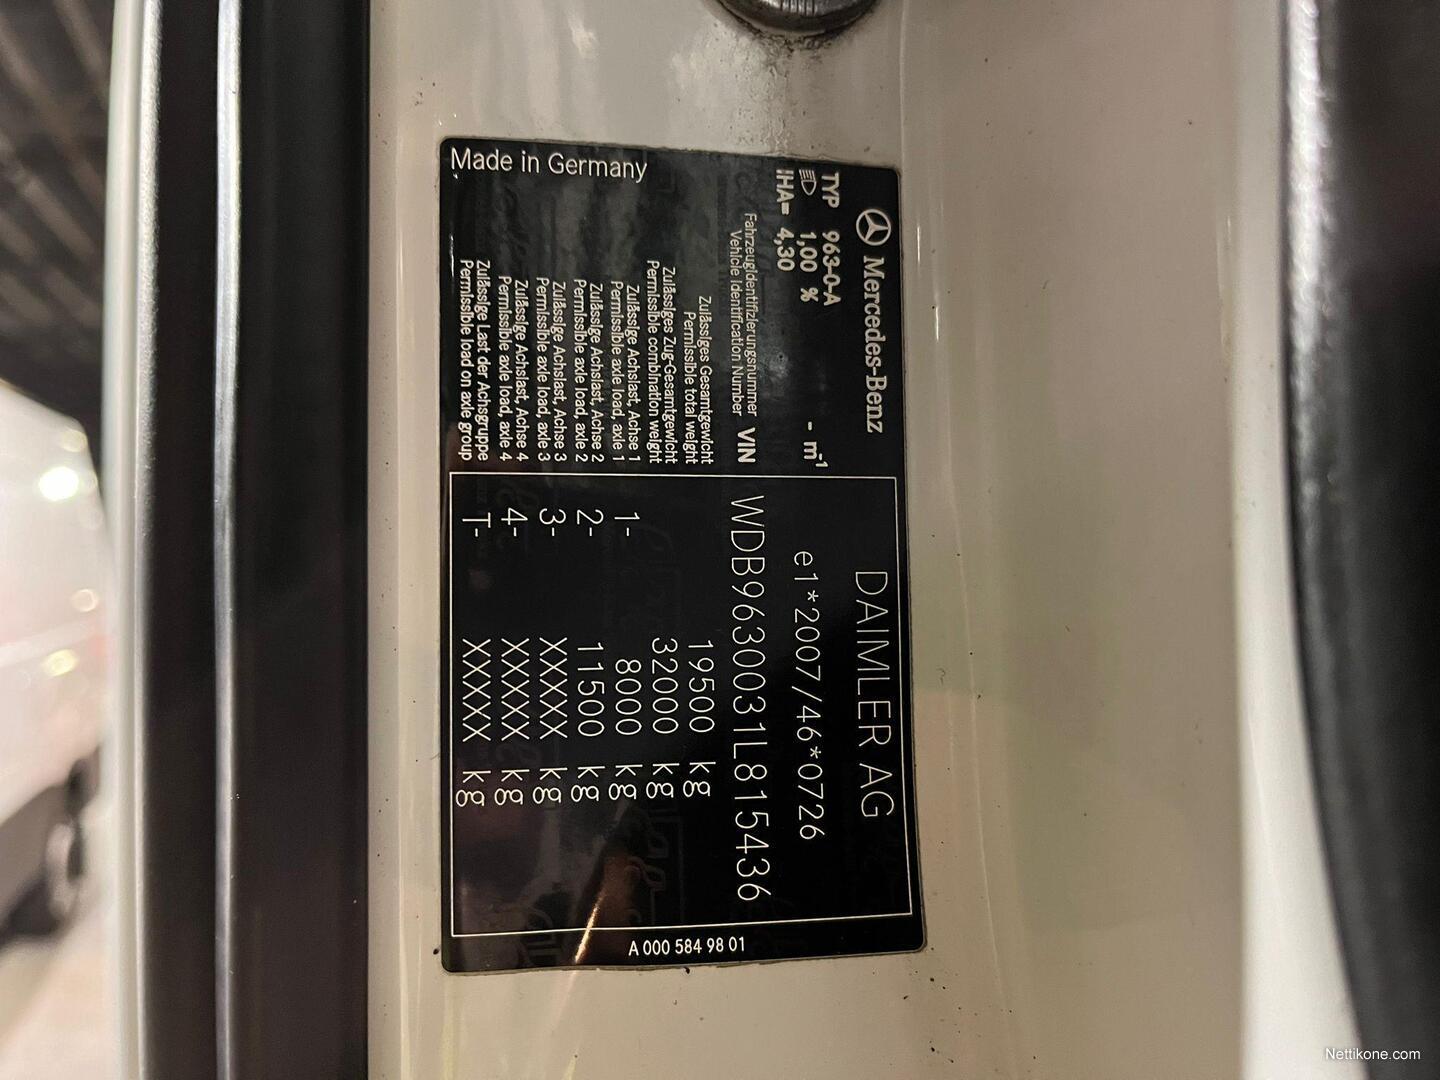 Mercedes-Benz
DAIMLER AG
TYP 963-0-A
1,00 % - m⁻¹
e1*2007/46*0726
IHA= 4,30
Fahrzeugidentifizierungsnummer
Vehicle Identification Number VIN WDB9630031L815436
Zulässiges Gesamtgewicht
Permissible total weight 19500 kg
Zulässiges Zug-Gesamtgewicht
Permissible combination weight 32000 kg
Zulässige Achslast, Achse 1
Permissible axle load, axle 1 1- 8000 kg
Zulässige Achslast, Achse 2
Permissible axle load, axle 2 2- 11500 kg
Zulässige Achslast, Achse 3
Permissible axle load, axle 3 3- XXXXX kg
Zulässige Achslast, Achse 4
Permissible axle load, axle 4 4- XXXXX kg
Zulässige Last der Achsgruppe
Permissible load on axle group T- XXXXX kg
Made in Germany
A 000 584 98 01
Nettikone.com